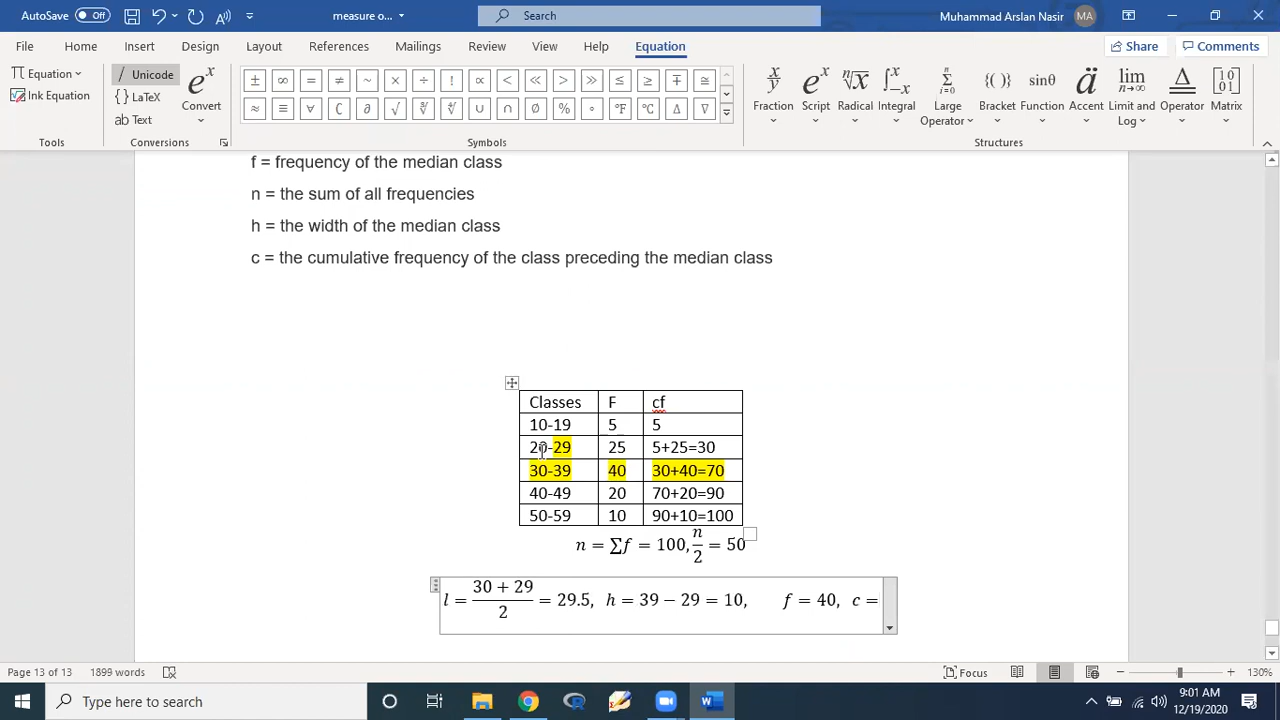 AutoSave Off measure o... Search Muhammad Arslan Nasir MA
File Home Insert Design Layout References Mailings Review View Help Equation Share Comments
Equation Unicode
Ink Equation LaTeX Convert
ab Text
Fraction Script Radical Integral Large Operator Bracket Function Accent Limit and Log Operator Matrix
Tools Conversions Symbols Structures
f = frequency of the median class
n = the sum of all frequencies
h = the width of the median class
c = the cumulative frequency of the class preceding the median class
Classes F cf
10-19 5 5
20-29 25 5+25=30
30-39 40 30+40=70
40-49 20 70+20=90
50-59 10 90+10=100
n = ∑f = 100, n/2 = 50
l = (30 + 29)/2 = 29.5, h = 39 − 29 = 10, f = 40, c =
Page 13 of 13 1899 words Focus 130%
Type here to search 9:01 AM
12/19/2020